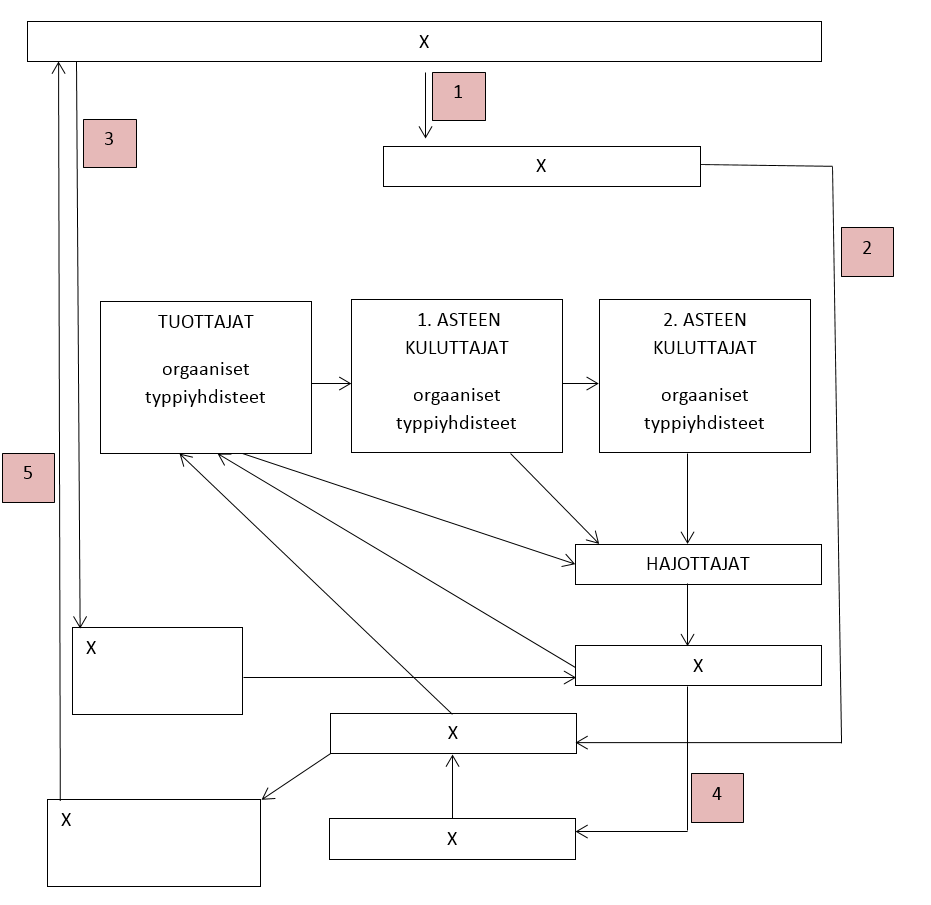 X
1
3
X
2
TUOTTAJAT
orgaaniset
typpiyhdisteet
1. ASTEEN
KULUTTAJAT
orgaaniset
typpiyhdisteet
2. ASTEEN
KULUTTAJAT
orgaaniset
typpiyhdisteet
5
HAJOTTAJAT
X
X
X
4
X
X